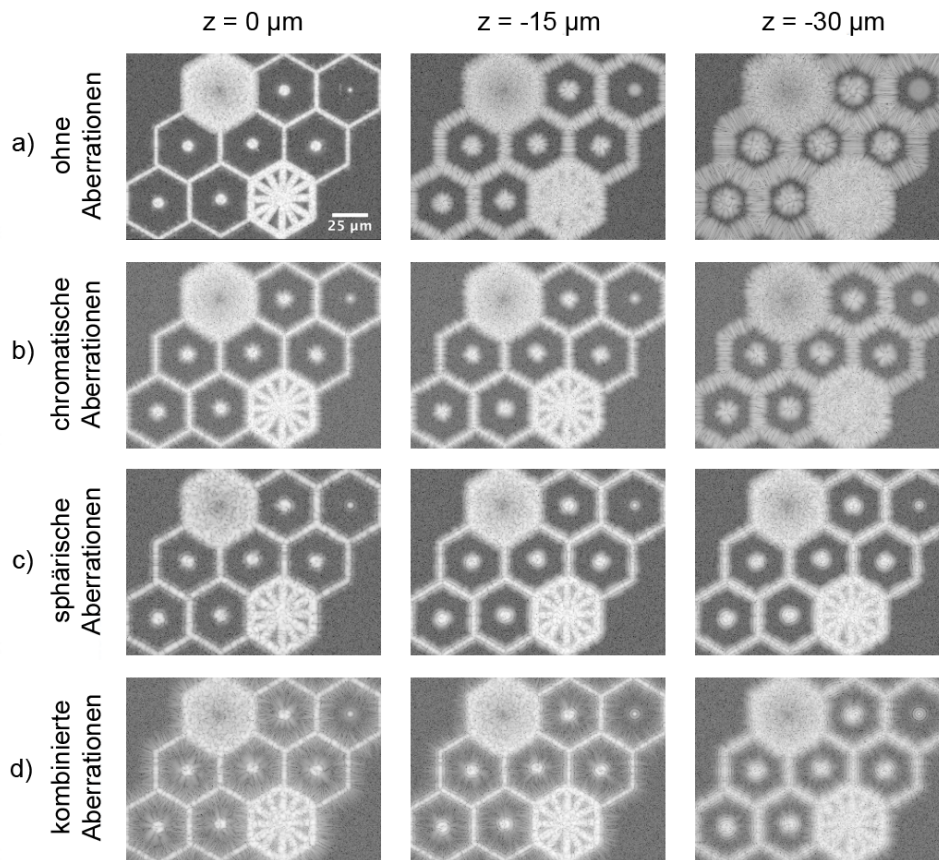 z = 0 µm
z = -15 µm
z = -30 µm
a)
ohne
Aberrationen
25 µm
b)
chromatische
Aberrationen
c)
sphärische
Aberrationen
d)
kombinierte
Aberrationen